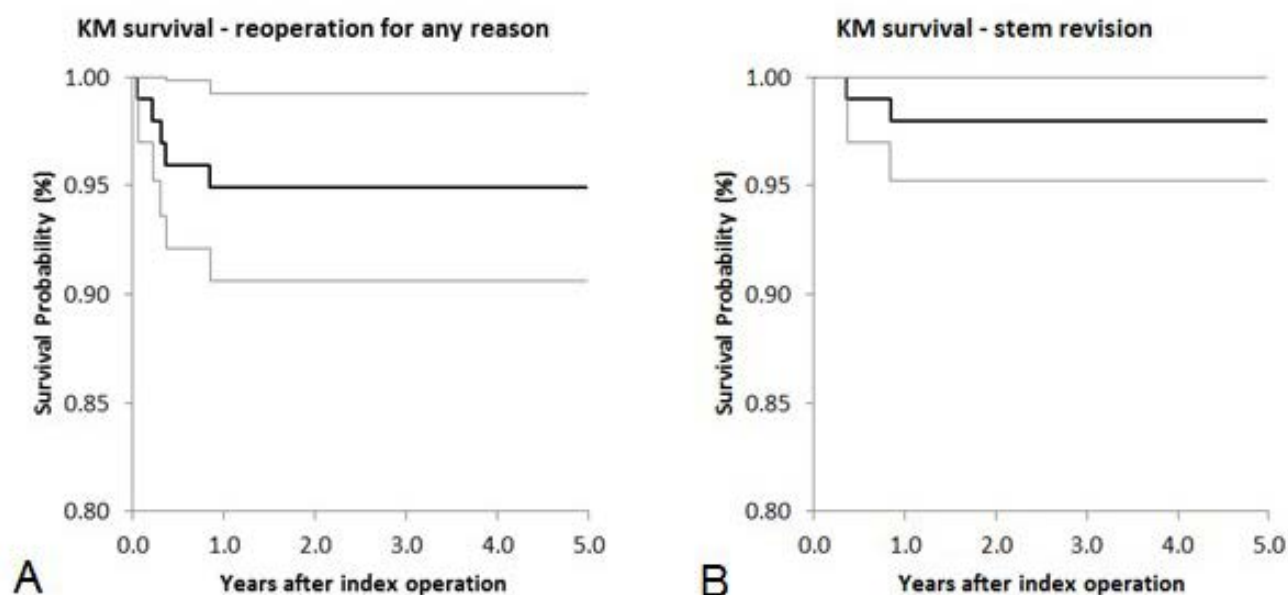 KM survival - reoperation for any reason
1.00
0.95
0.90
0.85
0.80
Survival Probability (%)
0.0 1.0 2.0 3.0 4.0 5.0
Years after index operation
A
KM survival - stem revision
1.00
0.95
0.90
0.85
0.80
Survival Probability (%)
0.0 1.0 2.0 3.0 4.0 5.0
Years after index operation
B